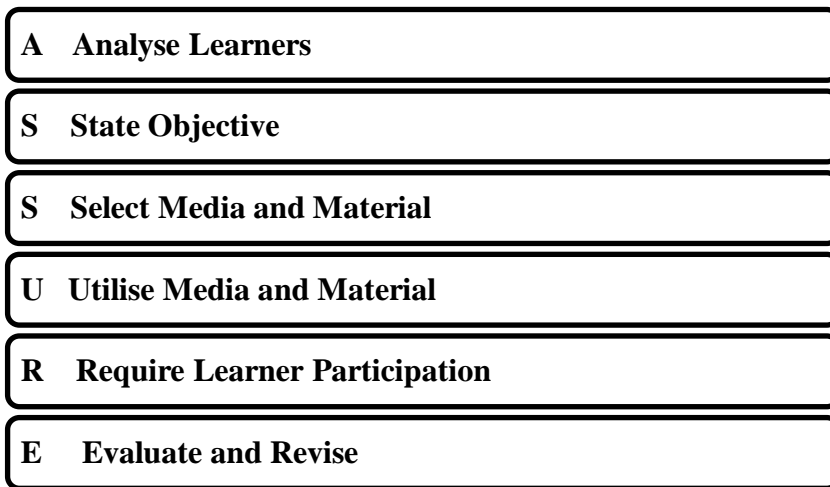 A Analyse Learners
S State Objective
S Select Media and Material
U Utilise Media and Material
R Require Learner Participation
E Evaluate and Revise